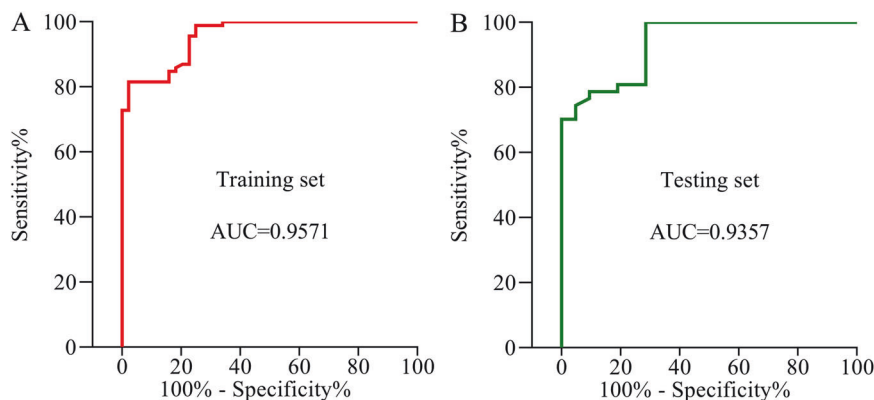 A
100
80
60
40
20
0
Sensitivity%
Training set
AUC=0.9571
0 20 40 60 80 100
100% - Specificity%
B
100
80
60
40
20
0
Sensitivity%
Testing set
AUC=0.9357
0 20 40 60 80 100
100% - Specificity%